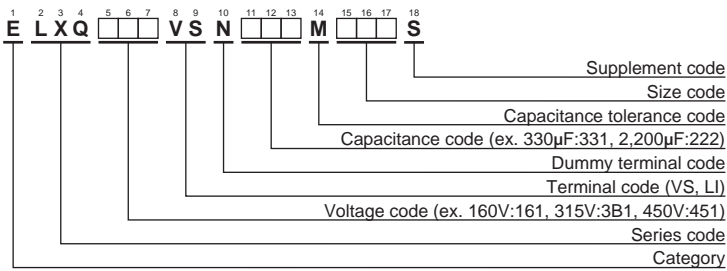 1 2 3 4 5 6 7 8 9 10 11 12 13 14 15 16 17 18
E L X Q □□□ V S N □□□ M □□□ S
Supplement code
Size code
Capacitance tolerance code
Capacitance code (ex. 330µF:331, 2,200µF:222)
Dummy terminal code
Terminal code (VS, LI)
Voltage code (ex. 160V:161, 315V:3B1, 450V:451)
Series code
Category